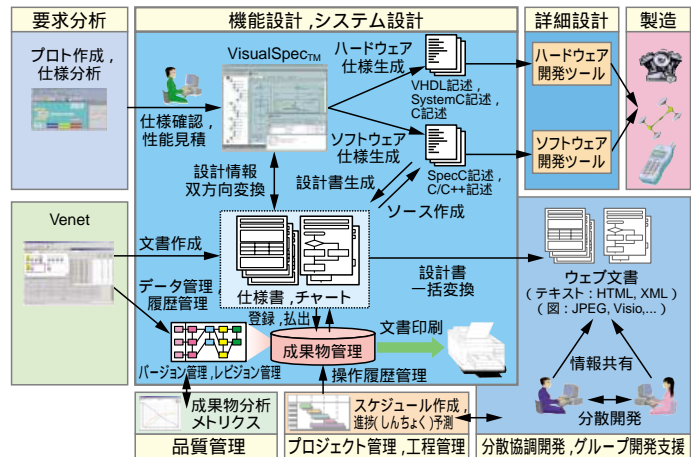 要求分析
機能設計,システム設計
詳細設計
製造
プロト作成,
仕様分析
VisualSpecTM
ハードウェア
仕様生成
VHDL記述,
SystemC記述,
C記述
ハードウェア
開発ツール
仕様確認,
性能見積
ソフトウェア
仕様生成
SpecC記述,
C/C++記述
ソフトウェア
開発ツール
設計情報
双方向変換
設計書生成
ソース作成
Venet
文書作成
仕様書,チャート
設計書
一括変換
ウェブ文書
(テキスト:HTML, XML)
(図:JPEG, Visio,...)
データ管理,
履歴管理
登録,払出
成果物管理
文書印刷
バージョン管理,レビジョン管理
操作履歴管理
情報共有
分散開発
成果物分析
メトリクス
スケジュール作成,
進捗(しんちょく)予測
品質管理
プロジェクト管理,工程管理
分散協調開発,グループ開発支援